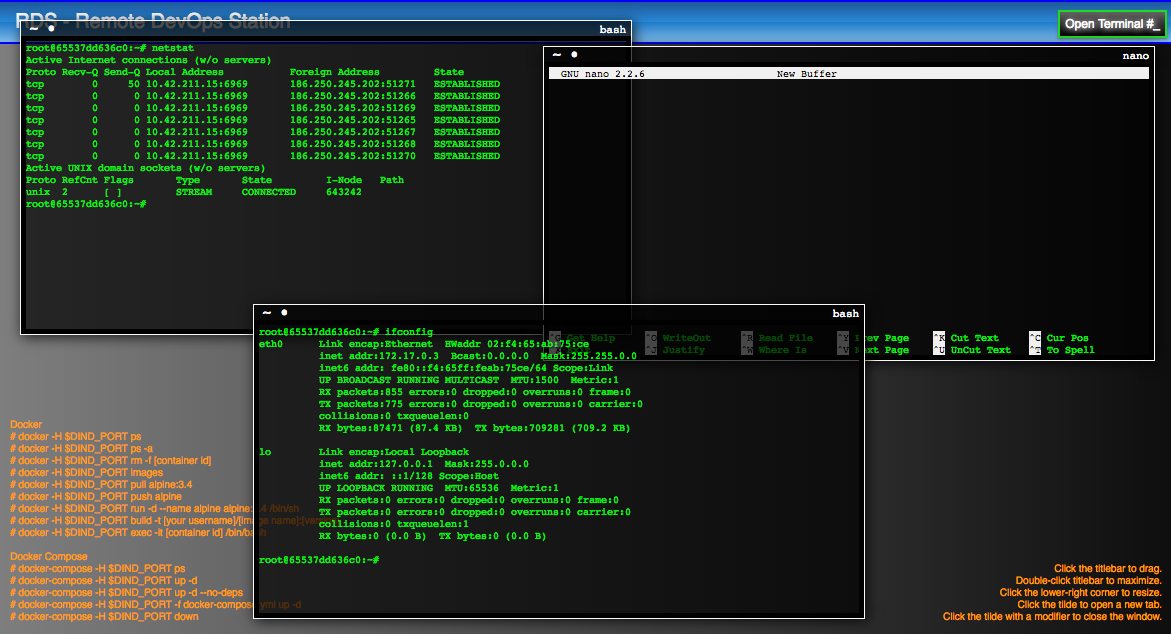 RDS - Remote DevOps Station
Open Terminal #_
~ ●
bash
root@65537dd636c0:~# netstat
Active Internet connections (w/o servers)
Proto Recv-Q Send-Q Local Address Foreign Address State
tcp 0 50 10.42.211.15:6969 186.250.245.202:51271 ESTABLISHED
tcp 0 0 10.42.211.15:6969 186.250.245.202:51266 ESTABLISHED
tcp 0 0 10.42.211.15:6969 186.250.245.202:51269 ESTABLISHED
tcp 0 0 10.42.211.15:6969 186.250.245.202:51265 ESTABLISHED
tcp 0 0 10.42.211.15:6969 186.250.245.202:51267 ESTABLISHED
tcp 0 0 10.42.211.15:6969 186.250.245.202:51268 ESTABLISHED
tcp 0 0 10.42.211.15:6969 186.250.245.202:51270 ESTABLISHED
Active UNIX domain sockets (w/o servers)
Proto RefCnt Flags Type State I-Node Path
unix 2 [ ] STREAM CONNECTED 643242
root@65537dd636c0:~#
~ ●
nano
GNU nano 2.2.6 New Buffer
^G Get Help ^O WriteOut ^R Read File ^Y Prev Page ^K Cut Text ^C Cur Pos
^J Justify ^W Where Is ^V Next Page ^U UnCut Text ^T To Spell
~ ●
bash
root@65537dd636c0:~# ifconfig
eth0 Link encap:Ethernet HWaddr 02:f4:65:ab:75:ce
inet addr:172.17.0.3 Bcast:0.0.0.0 Mask:255.255.0.0
inet6 addr: fe80::f4:65ff:feab:75ce/64 Scope:Link
UP BROADCAST RUNNING MULTICAST MTU:1500 Metric:1
RX packets:855 errors:0 dropped:0 overruns:0 frame:0
TX packets:775 errors:0 dropped:0 overruns:0 carrier:0
collisions:0 txqueuelen:0
RX bytes:87471 (87.4 KB) TX bytes:709281 (709.2 KB)
lo Link encap:Local Loopback
inet addr:127.0.0.1 Mask:255.0.0.0
inet6 addr: ::1/128 Scope:Host
UP LOOPBACK RUNNING MTU:65536 Metric:1
RX packets:0 errors:0 dropped:0 overruns:0 frame:0
TX packets:0 errors:0 dropped:0 overruns:0 carrier:0
collisions:0 txqueuelen:1
RX bytes:0 (0.0 B) TX bytes:0 (0.0 B)
root@65537dd636c0:~#
Docker
# docker -H $DIND_PORT ps
# docker -H $DIND_PORT ps -a
# docker -H $DIND_PORT rm -f [container id]
# docker -H $DIND_PORT images
# docker -H $DIND_PORT pull alpine:3.4
# docker -H $DIND_PORT push alpine
# docker -H $DIND_PORT run -d --name alpine alpine:3.4 /bin/sh
# docker -H $DIND_PORT build -t [your username]/[image name]:[version]
# docker -H $DIND_PORT exec -it [container id] /bin/bash
Docker Compose
# docker-compose -H $DIND_PORT ps
# docker-compose -H $DIND_PORT up -d
# docker-compose -H $DIND_PORT up -d --no-deps
# docker-compose -H $DIND_PORT -f docker-compose.yml up -d
# docker-compose -H $DIND_PORT down
Click the titlebar to drag.
Double-click titlebar to maximize.
Click the lower-right corner to resize.
Click the tilde to open a new tab.
Click the tilde with a modifier to close the window.